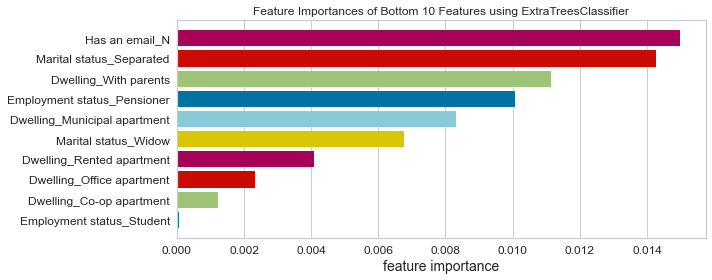 Feature Importances of Bottom 10 Features using ExtraTreesClassifier
Has an email_N
Marital status_Separated
Dwelling_With parents
Employment status_Pensioner
Dwelling_Municipal apartment
Marital status_Widow
Dwelling_Rented apartment
Dwelling_Office apartment
Dwelling_Co-op apartment
Employment status_Student
0.000 0.002 0.004 0.006 0.008 0.010 0.012 0.014
feature importance